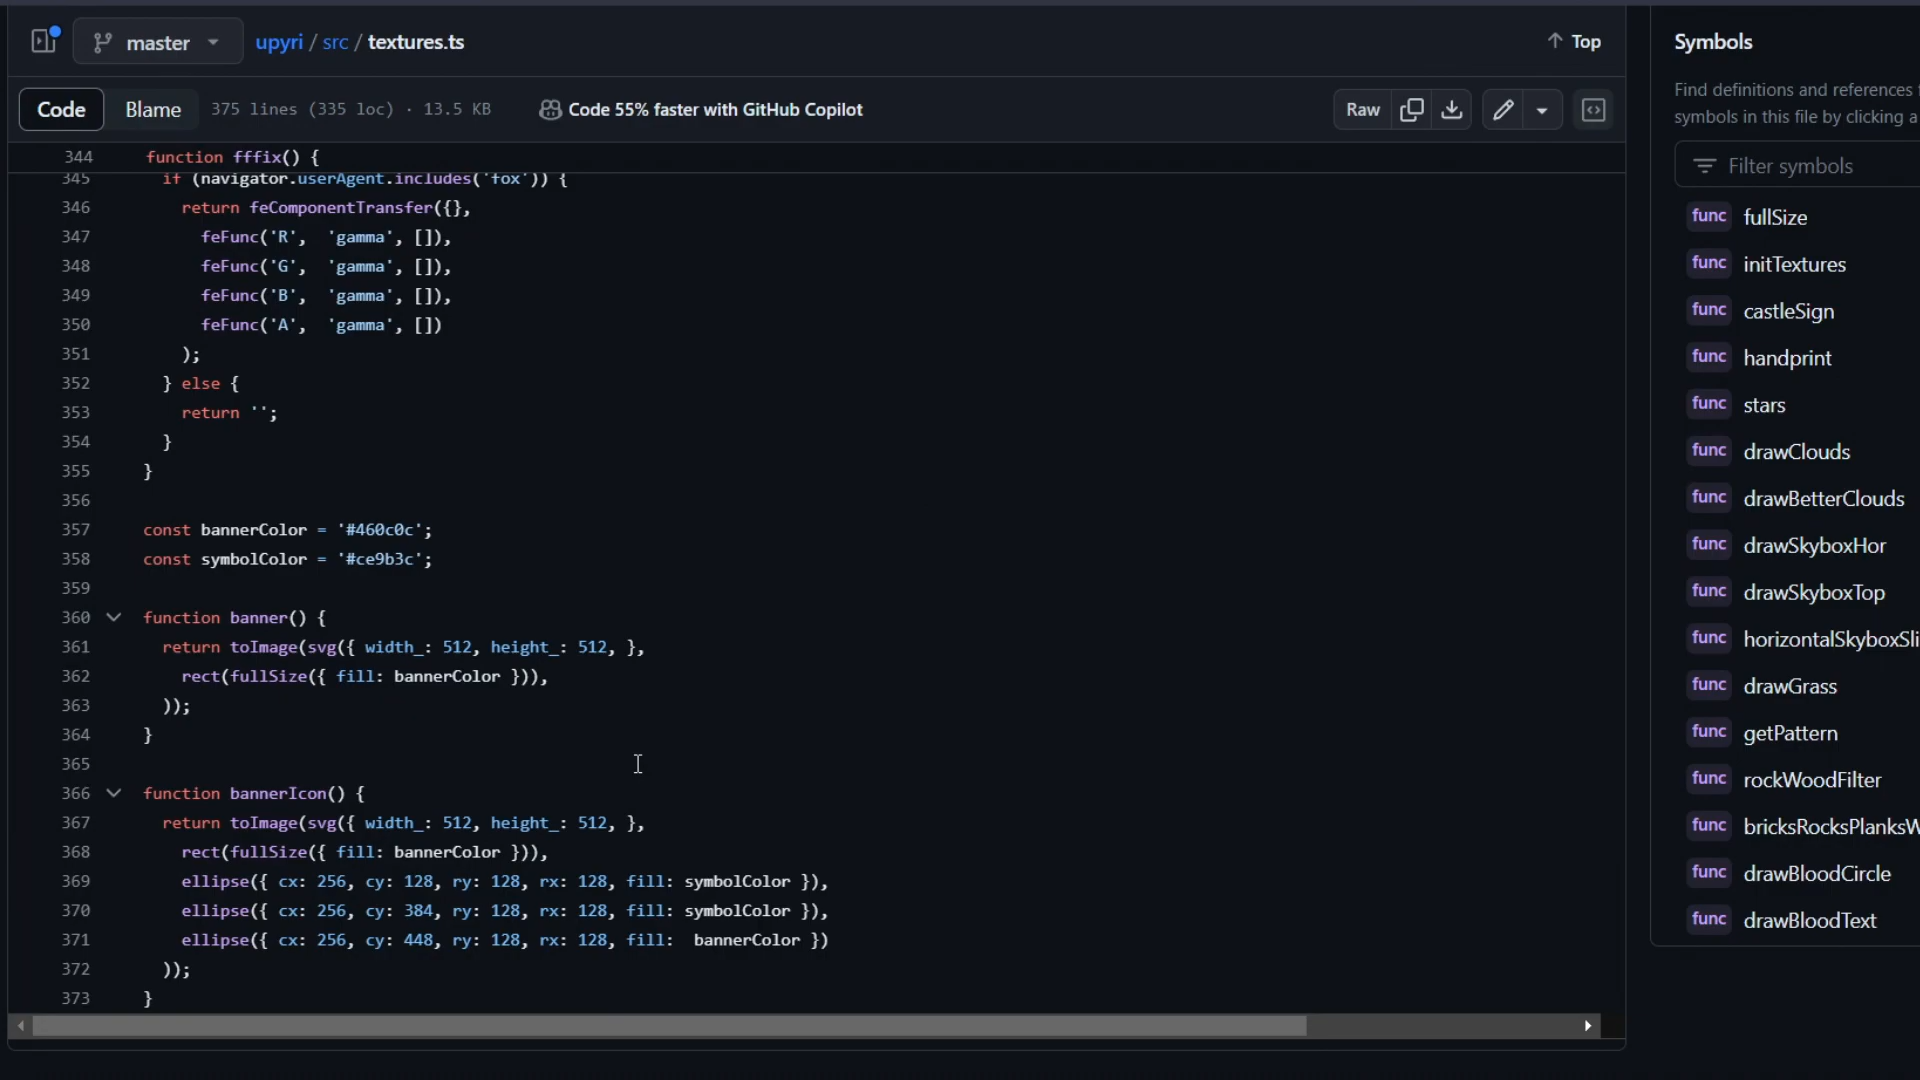 master
upyri / src / textures.ts
Top
Code
Blame
375 lines (335 loc) · 13.5 KB
Code 55% faster with GitHub Copilot
Raw
344 function fffix() {
345 if (navigator.userAgent.includes('fox')) {
346 return feComponentTransfer({},
347 feFunc('R', 'gamma', []),
348 feFunc('G', 'gamma', []),
349 feFunc('B', 'gamma', []),
350 feFunc('A', 'gamma', [])
351 );
352 } else {
353 return '';
354 }
355 }
356
357 const bannerColor = '#460c0c';
358 const symbolColor = '#ce9b3c';
359
360 function banner() {
361 return toImage(svg({ width_: 512, height_: 512, },
362 rect(fullSize({ fill: bannerColor })),
363 ));
364 }
365
366 function bannerIcon() {
367 return toImage(svg({ width_: 512, height_: 512, },
368 rect(fullSize({ fill: bannerColor })),
369 ellipse({ cx: 256, cy: 128, ry: 128, rx: 128, fill: symbolColor }),
370 ellipse({ cx: 256, cy: 384, ry: 128, rx: 128, fill: symbolColor }),
371 ellipse({ cx: 256, cy: 448, ry: 128, rx: 128, fill: bannerColor })
372 ));
373 }
Symbols
Find definitions and references
symbols in this file by clicking a
Filter symbols
func fullSize
func initTextures
func castleSign
func handprint
func stars
func drawClouds
func drawBetterClouds
func drawSkyboxHor
func drawSkyboxTop
func horizontalSkyboxSli
func drawGrass
func getPattern
func rockWoodFilter
func bricksRocksPlanksW
func drawBloodCircle
func drawBloodText